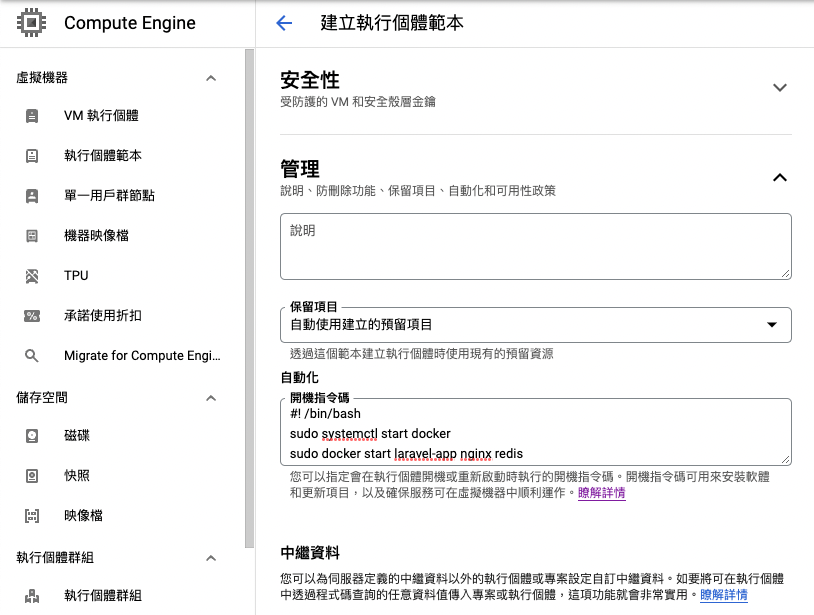 Compute Engine
建立執行個體範本
虛擬機器
VM 執行個體
執行個體範本
單一用戶群節點
機器映像檔
TPU
承諾使用折扣
Migrate for Compute Engi...
儲存空間
磁碟
快照
映像檔
執行個體群組
執行個體群組
安全性
受防護的 VM 和安全殼層金鑰
管理
說明、防刪除功能、保留項目、自動化和可用性政策
說明
保留項目
自動使用建立的預留項目
透過這個範本建立執行個體時使用現有的預留資源
自動化
開機指令碼
#! /bin/bash
sudo systemctl start docker
sudo docker start laravel-app nginx redis
您可以指定會在執行個體開機或重新啟動時執行的開機指令碼。開機指令碼可用來安裝軟體
和更新項目，以及確保服務可在虛擬機器中順利運作。瞭解詳情
中繼資料
您可以為伺服器定義的中繼資料以外的執行個體或專案設定自訂中繼資料。如要將可在執行個體
中透過程式碼查詢的任意資料值傳入專案或執行個體，這項功能就會非常實用。瞭解詳情